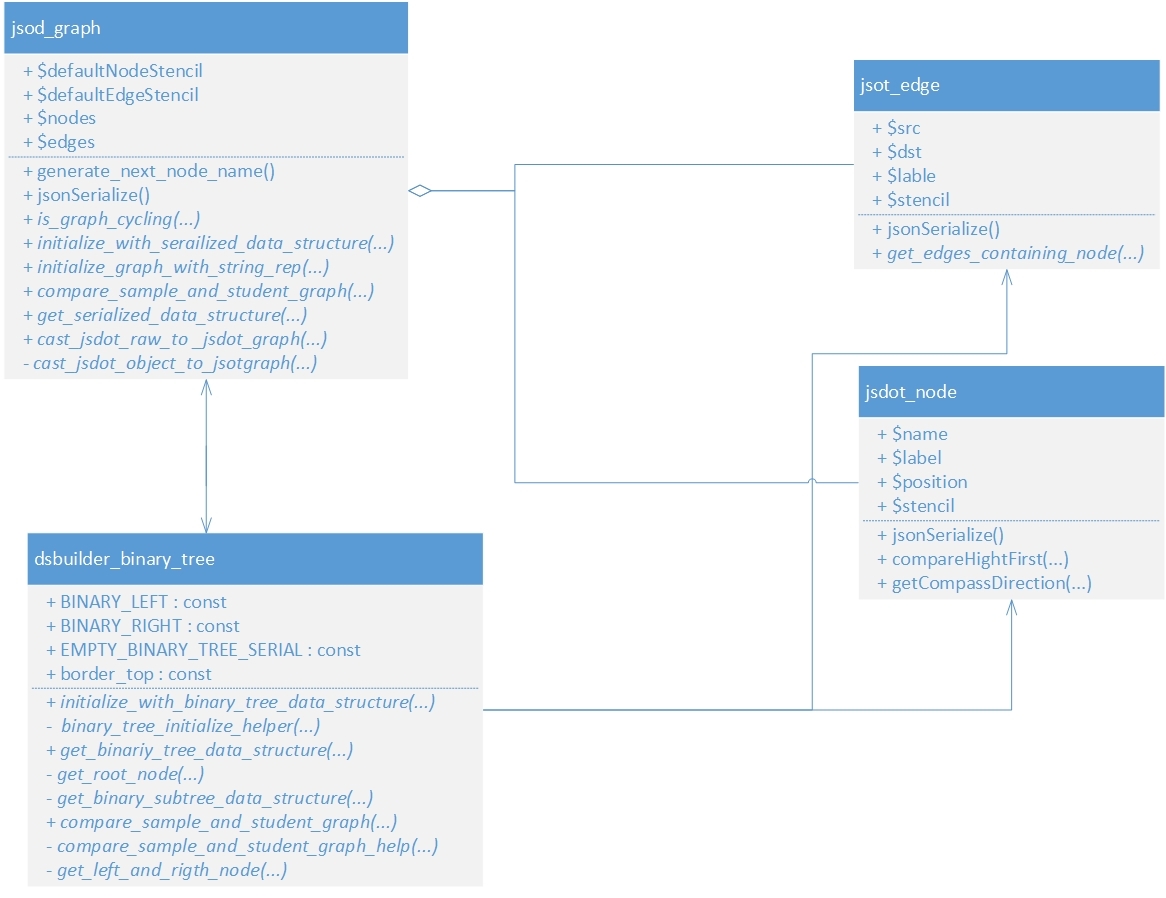 jsod_graph
+ $defaultNodeStencil
+ $defaultEdgeStencil
+ $nodes
+ $edges
+ generate_next_node_name()
+ jsonSerialize()
+ is_graph_cycling(...)
+ initialize_with_serailized_data_structure(...)
+ initialize_graph_with_string_rep(...)
+ compare_sample_and_student_graph(...)
+ get_serialized_data_structure(...)
+ cast_jsdot_raw_to _jsdot_graph(...)
- cast_jsdot_object_to_jsotgraph(...)
jsot_edge
+ $src
+ $dst
+ $lable
+ $stencil
+ jsonSerialize()
+ get_edges_containing_node(...)
jsdot_node
+ $name
+ $label
+ $position
+ $stencil
+ jsonSerialize()
+ compareHightFirst(...)
+ getCompassDirection(...)
dsbuilder_binary_tree
+ BINARY_LEFT : const
+ BINARY_RIGHT : const
+ EMPTY_BINARY_TREE_SERIAL : const
+ border_top : const
+ initialize_with_binary_tree_data_structure(...)
- binary_tree_initialize_helper(...)
+ get_binariy_tree_data_structure(...)
- get_root_node(...)
- get_binary_subtree_data_structure(...)
+ compare_sample_and_student_graph(...)
- compare_sample_and_student_graph_help(...)
- get_left_and_rigth_node(...)